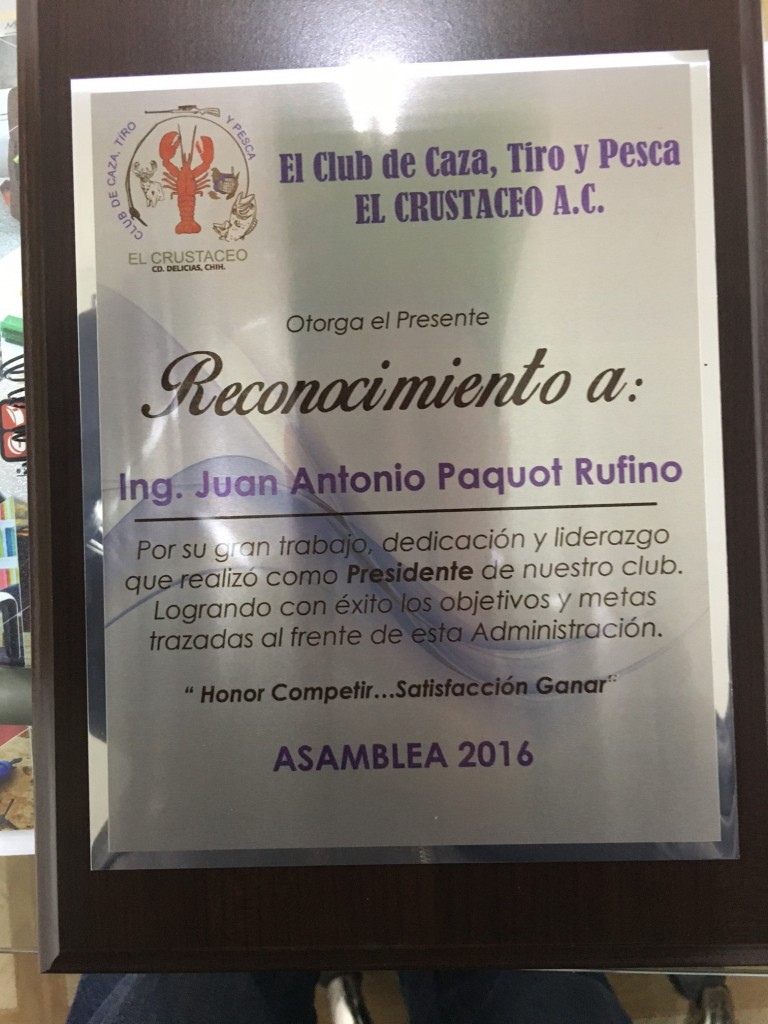 CLUB DE CAZA, TIRO Y PESCA
EL CRUSTACEO
CD. DELICIAS, CHIH.
El Club de Caza, Tiro y Pesca
EL CRUSTACEO A.C.
Otorga el Presente
Reconocimiento a:
Ing. Juan Antonio Paquot Rufino
Por su gran trabajo, dedicación y liderazgo
que realizó como Presidente de nuestro club.
Logrando con éxito los objetivos y metas
trazadas al frente de esta Administración.
“ Honor Competir...Satisfacción Ganar”
ASAMBLEA 2016